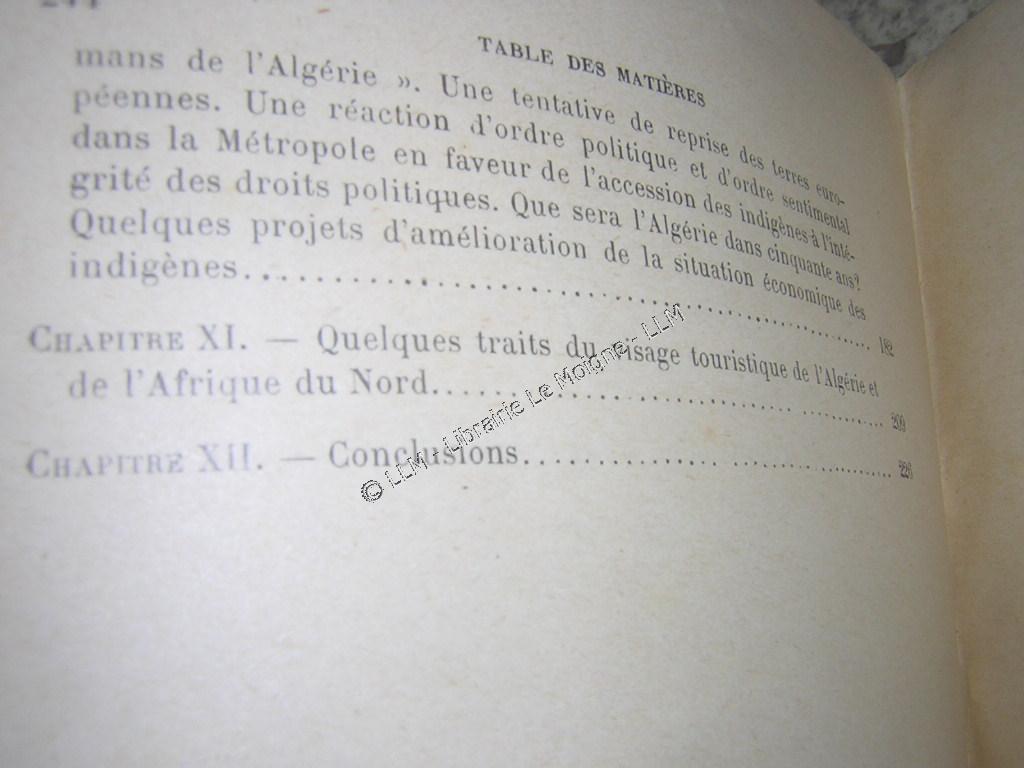 TABLE DES MATIÈRES
mans de l'Algérie ». Une tentative de reprise des terres euro-
péennes. Une réaction d'ordre politique et d'ordre sentimental
dans la Métropole en faveur de l'accession des indigènes à l'inté-
grité des droits politiques. Que sera l'Algérie dans cinquante ans?
Quelques projets d'amélioration de la situation économique des
indigènes........................................ 182
CHAPITRE XI. — Quelques traits du visage touristique de l'Algérie et
de l'Afrique du Nord........................................ 209
CHAPITRE XII. — Conclusions........................................
© LLM - Librairie Le Moigne - LLM